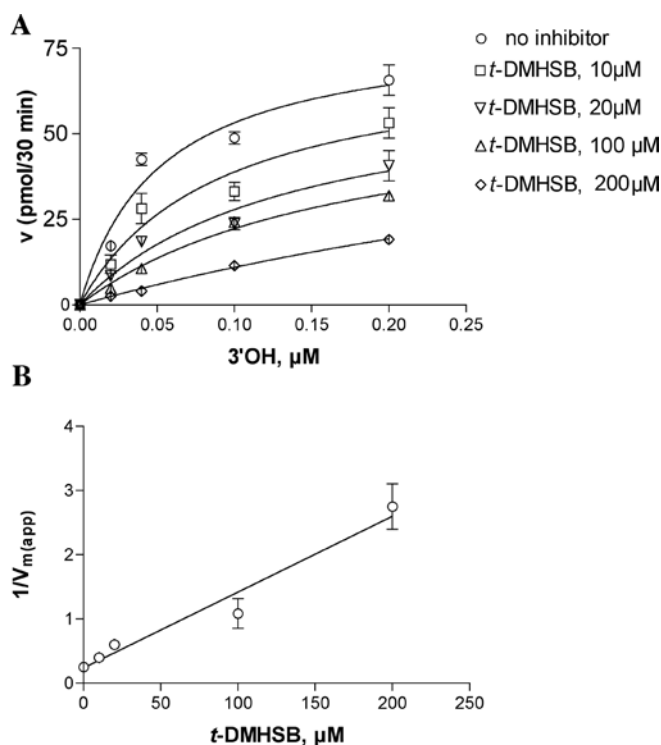 A
v (pmol/30 min)
75
50
25
0
0.00 0.05 0.10 0.15 0.20 0.25
3'OH, µM
no inhibitor
t-DMHSB, 10µM
t-DMHSB, 20µM
t-DMHSB, 100 µM
t-DMHSB, 200µM
B
1/Vm(app)
4
3
2
1
0
0 50 100 150 200 250
t-DMHSB, µM